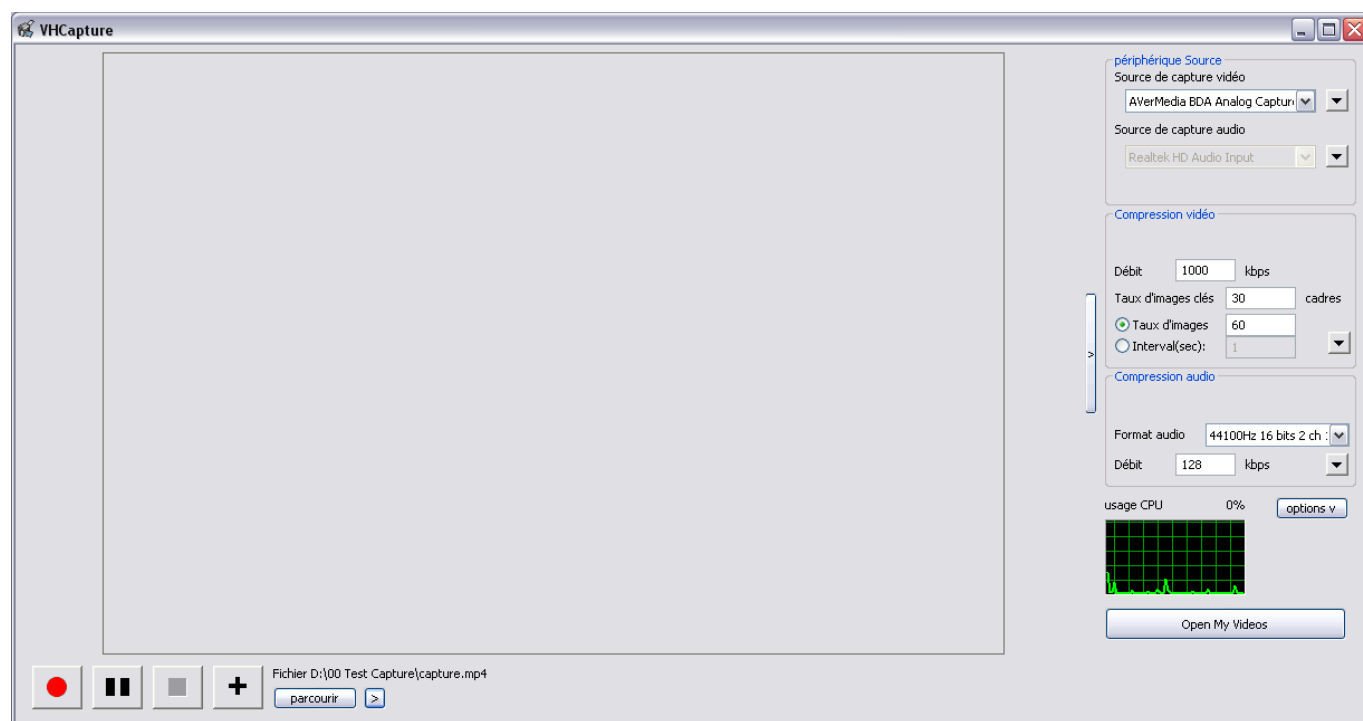 VHCapture
périphérique Source
Source de capture vidéo
AVerMedia BDA Analog Captur
Source de capture audio
Realtek HD Audio Input
Compression vidéo
Débit 1000 kbps
Taux d'images clés 30 cadres
Taux d'images 60
Interval(sec): 1
>
Compression audio
Format audio 44100Hz 16 bits 2 ch
Débit 128 kbps
usage CPU 0% options v
Open My Videos
Fichier D:\00 Test Capture\capture.mp4
parcourir >